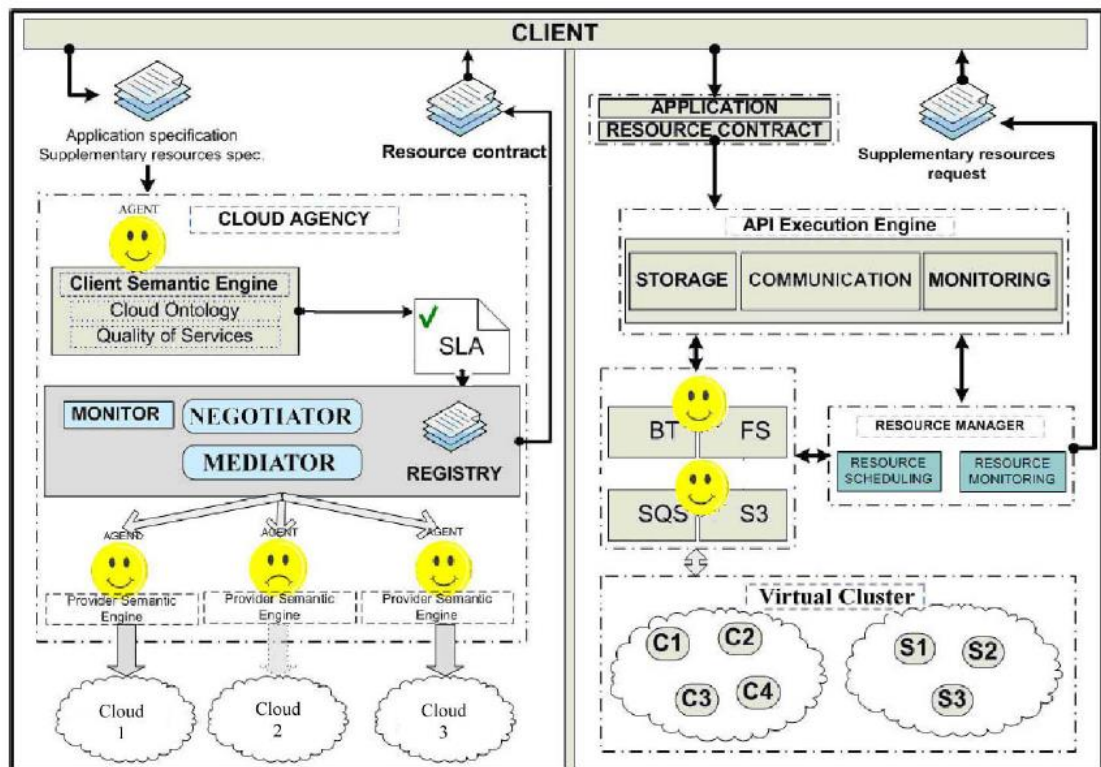 CLIENT
Application specification
Supplementary resources spec.
Resource contract
AGENT
CLOUD AGENCY
Client Semantic Engine
Cloud Ontology
Quality of Services
SLA
MONITOR
NEGOTIATOR
MEDIATOR
REGISTRY
AGENT
AGENT
AGENT
Provider Semantic
Engine
Provider Semantic
Engine
Provider Semantic
Engine
Cloud
1
Cloud
2
Cloud
3
APPLICATION
RESOURCE CONTRACT
Supplementary resources
request
API Execution Engine
STORAGE
COMMUNICATION
MONITORING
BT
FS
SQS
S3
RESOURCE MANAGER
RESOURCE
SCHEDULING
RESOURCE
MONITORING
Virtual Cluster
C1
C2
C3
C4
S1
S2
S3